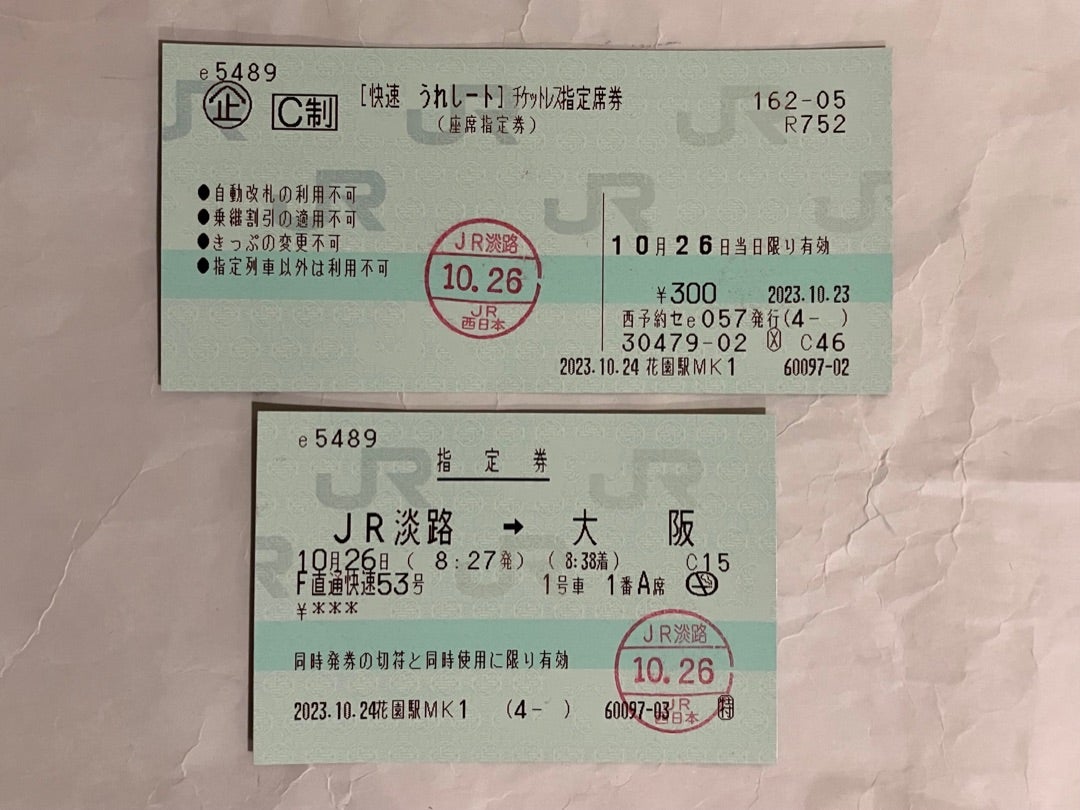 e5489
企 C制 [快速 うれしート]チケットレス指定席券 162-05
(座席指定券) R752
●自動改札の利用不可
●乗継割引の適用不可
●きっぷの変更不可
●指定列車以外は利用不可
JR淡路
10.26
JR
西日本
10月26日当日限り有効
¥300 2023.10.23
西予約セe057発行(4- )
30479-02 X C46
2023.10.24 花園駅MK1 60097-02
e5489
指定券
JR淡路 → 大阪
10月26日 (8:27発) (8:38着) C15
F直通快速53号 1号車 1番A席
¥***
同時発券の切符と同時使用に限り有効
JR淡路
10.26
JR
西日本
2023.10.24花園駅MK1 (4- ) 60097-03 特